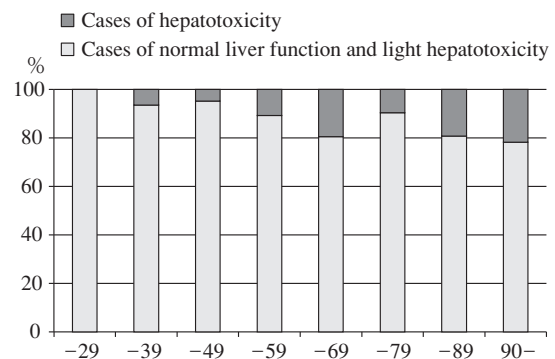 Cases of hepatotoxicity
Cases of normal liver function and light hepatotoxicity
%
100
80
60
40
20
0
−29 −39 −49 −59 −69 −79 −89 90−